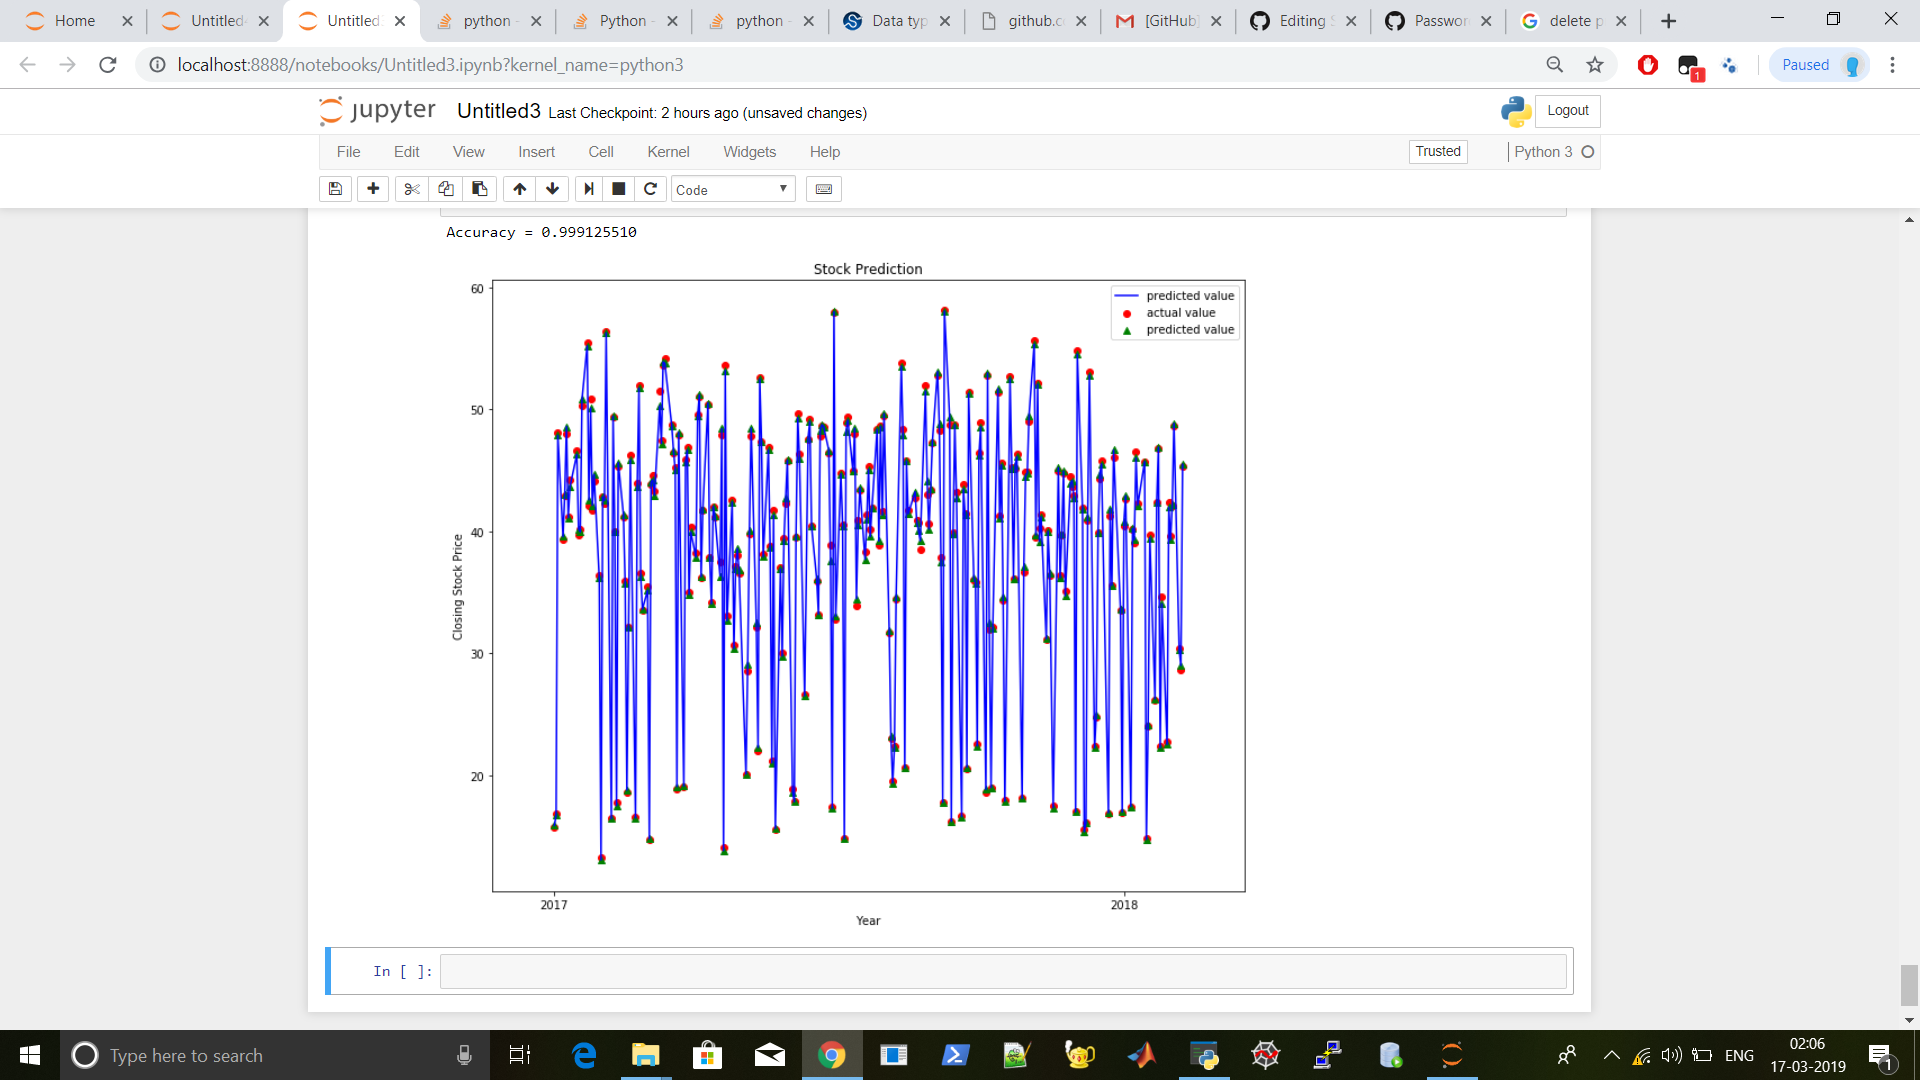 Home
Untitled
Untitled
python -
Python -
python -
Data typ
github.c
[GitHub]
Editing
Passwor
delete p
localhost:8888/notebooks/Untitled3.ipynb?kernel_name=python3
Paused
1
jupyter Untitled3 Last Checkpoint: 2 hours ago (unsaved changes)
Logout
File Edit View Insert Cell Kernel Widgets Help
Trusted
Python 3
Code
Accuracy = 0.999125510
Stock Prediction
predicted value
actual value
predicted value
60
50
40
30
20
Closing Stock Price
2017 2018
Year
In [ ]:
Type here to search
ENG
02:06
17-03-2019
1